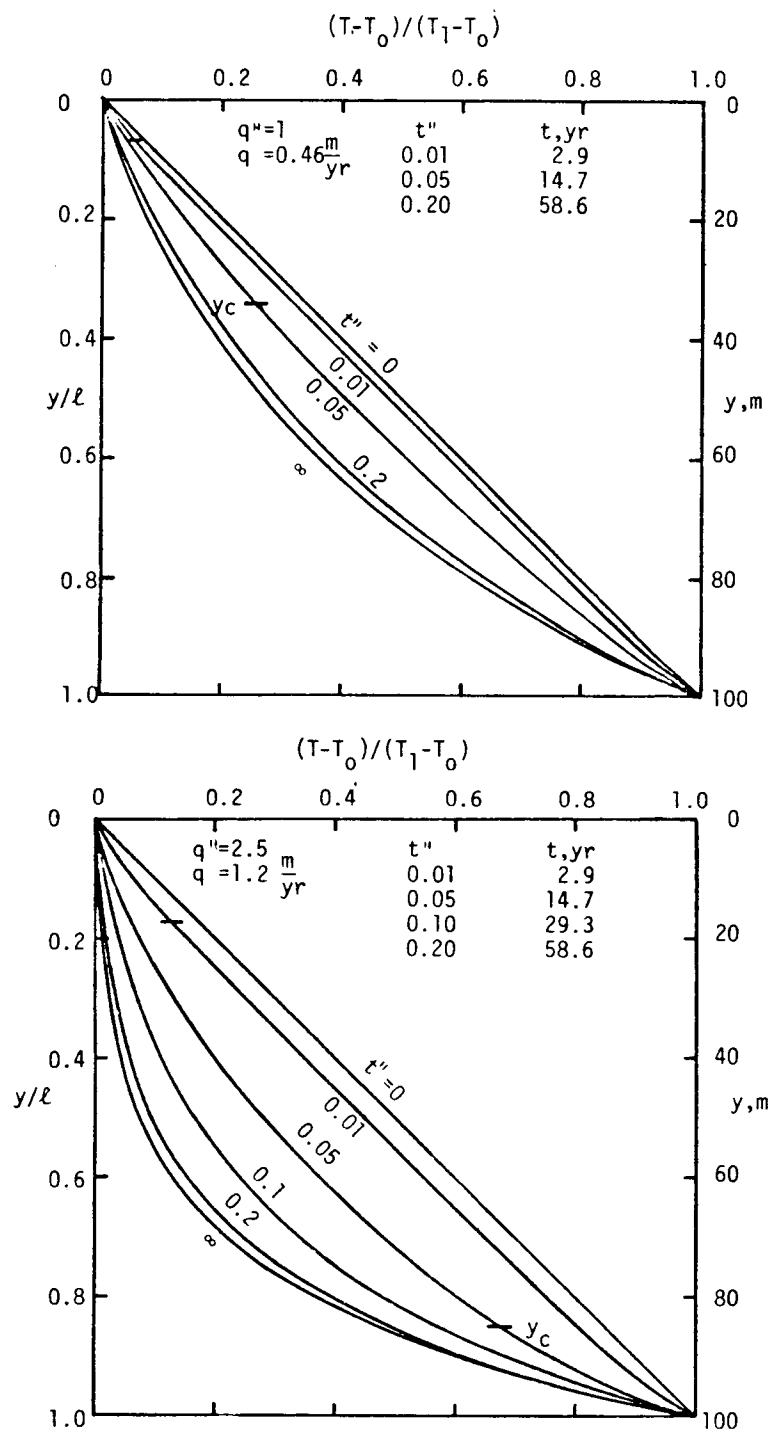 (T-T₀)/(T₁-T₀)
0 0.2 0.4 0.6 0.8 1.0
q"=1 t" t,yr
q =0.46 m/yr 0.01 2.9
0.05 14.7
0.20 58.6
0 0
0.2 20
yc
0.4 40
t" = 0
0.01
0.05
y/ℓ y,m
0.2
0.6 60
∞
0.8 80
1.0 100
(T-T₀)/(T₁-T₀)
0 0.2 0.4 0.6 0.8 1.0
0 0
q"=2.5 t" t,yr
q =1.2 m/yr 0.01 2.9
0.05 14.7
0.10 29.3
0.20 58.6
0.2 20
0.4 40
t"=0
y/ℓ y,m
0.01
0.05
0.6 60
0.1
0.2
∞
0.8 80
yc
1.0 100